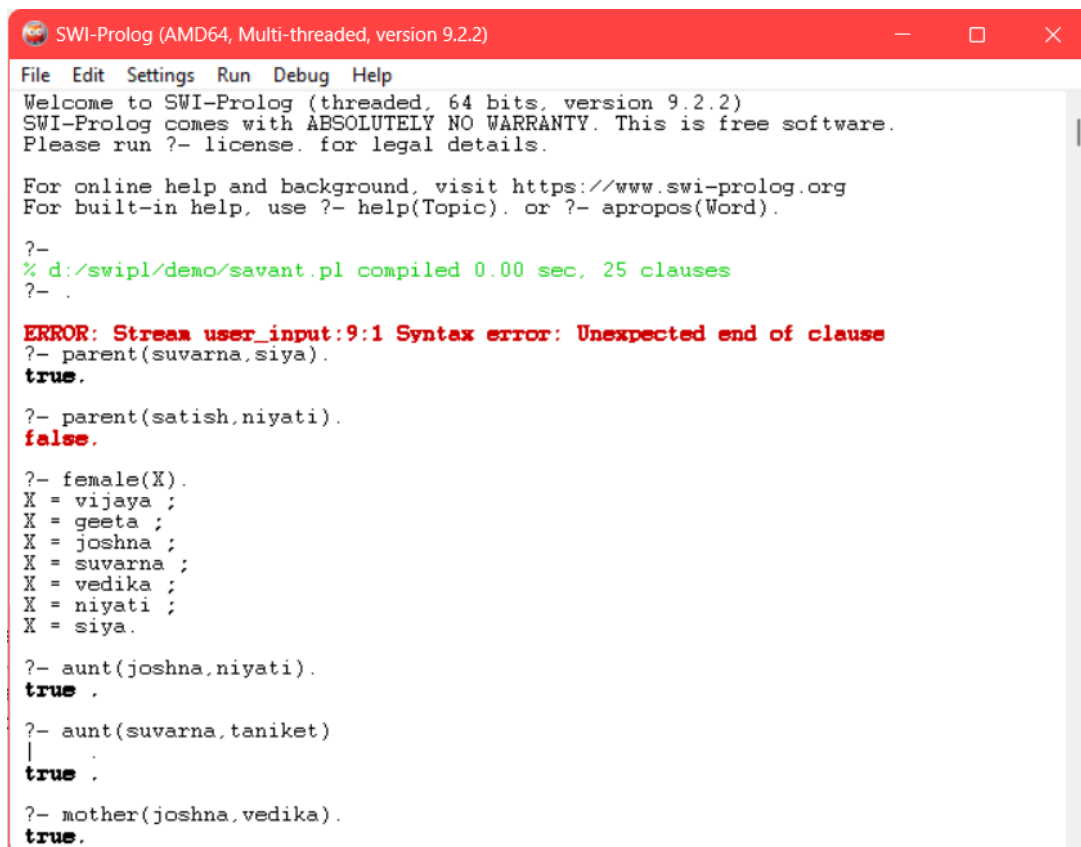 SWI-Prolog (AMD64, Multi-threaded, version 9.2.2)
File Edit Settings Run Debug Help
Welcome to SWI-Prolog (threaded, 64 bits, version 9.2.2)
SWI-Prolog comes with ABSOLUTELY NO WARRANTY. This is free software.
Please run ?- license. for legal details.
For online help and background, visit https://www.swi-prolog.org
For built-in help, use ?- help(Topic). or ?- apropos(Word).
?-
% d:/swipl/demo/savant.pl compiled 0.00 sec, 25 clauses
?- .
ERROR: Stream user_input:9:1 Syntax error: Unexpected end of clause
?- parent(suvarna,siya).
true.
?- parent(satish,niyati).
false.
?- female(X).
X = vijaya ;
X = geeta ;
X = joshna ;
X = suvarna ;
X = vedika ;
X = niyati ;
X = siya.
?- aunt(joshna,niyati).
true .
?- aunt(suvarna,taniket)
| .
true .
?- mother(joshna,vedika).
true.